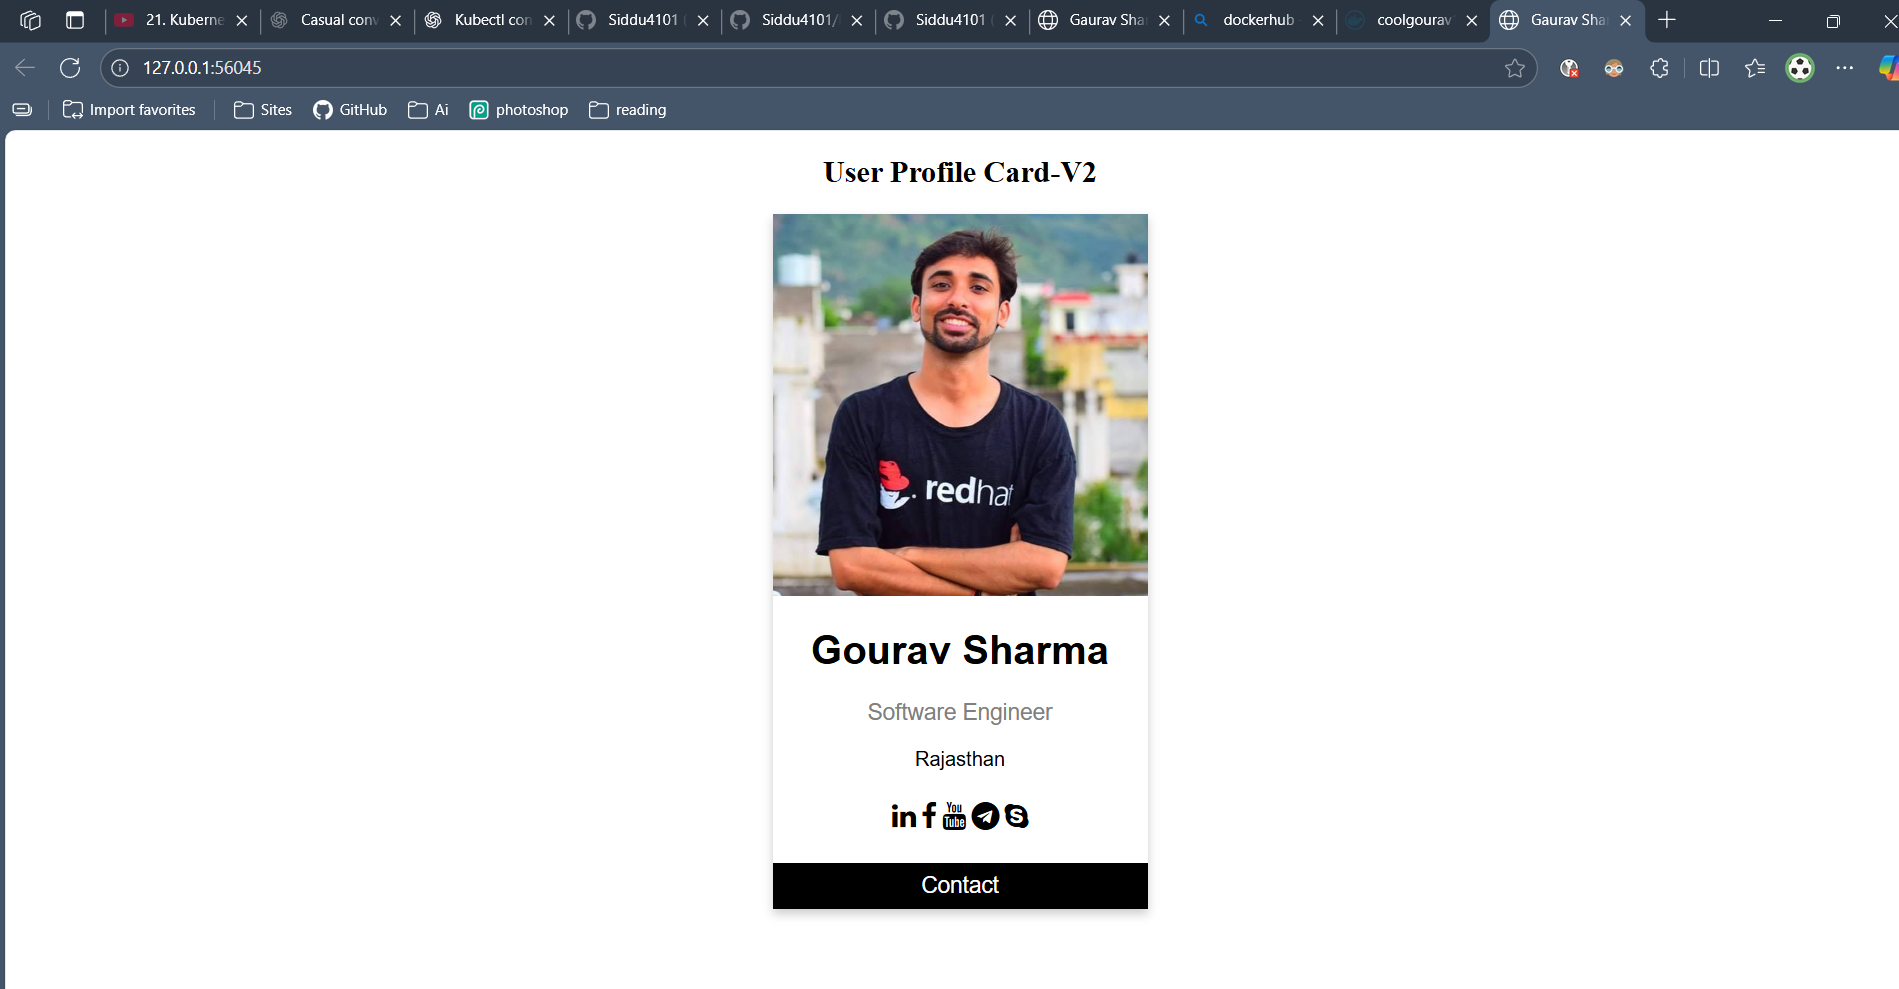 21. Kuberne
Casual conv
Kubectl con
Siddu4101
Siddu4101/
Siddu4101
Gaurav Sha
dockerhub
coolgourav
Gaurav Sha
127.0.0.1:56045
Import favorites
Sites
GitHub
Ai
photoshop
reading
User Profile Card-V2
redhat
Gourav Sharma
Software Engineer
Rajasthan
in f You Tube S
Contact